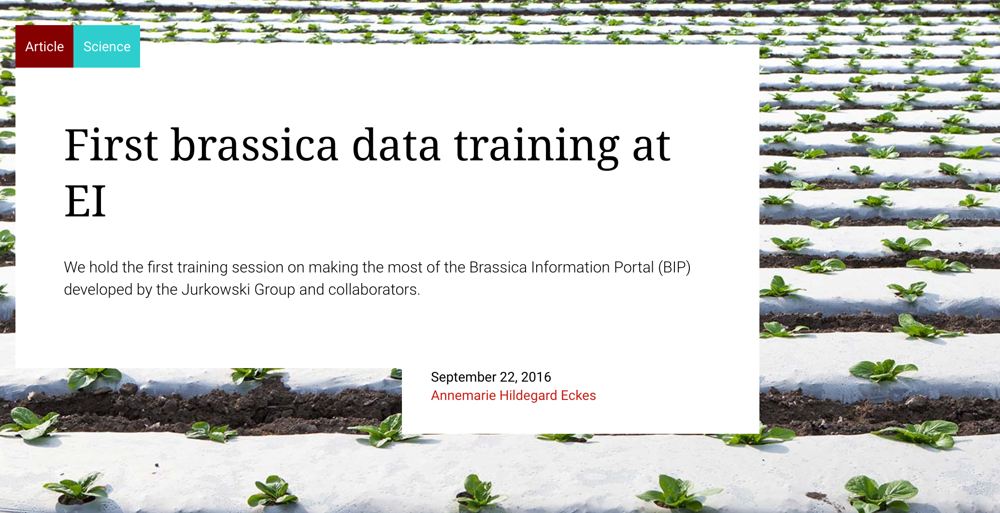 Article Science
First brassica data training at
EI
We hold the first training session on making the most of the Brassica Information Portal (BIP)
developed by the Jurkowski Group and collaborators.
September 22, 2016
Annemarie Hildegard Eckes